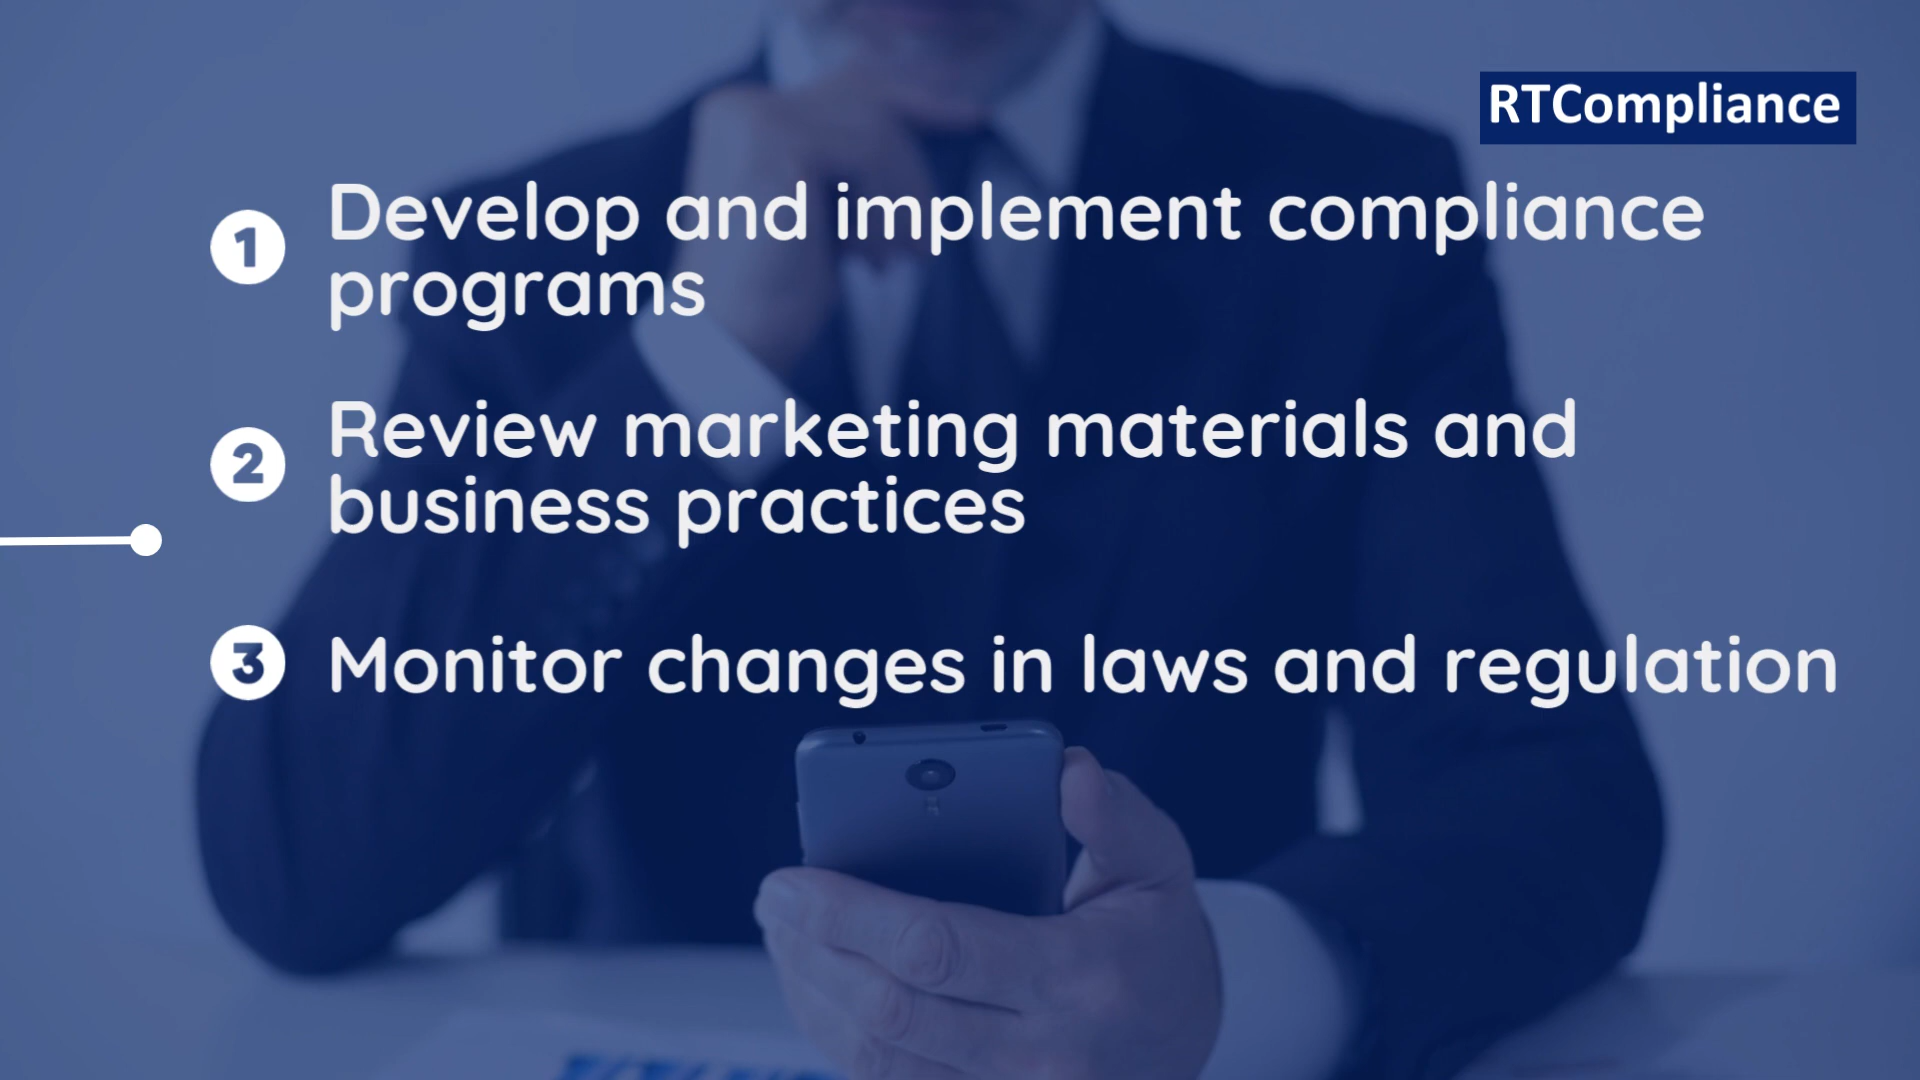 RTCompliance
1 Develop and implement compliance
programs
2 Review marketing materials and
business practices
3 Monitor changes in laws and regulation